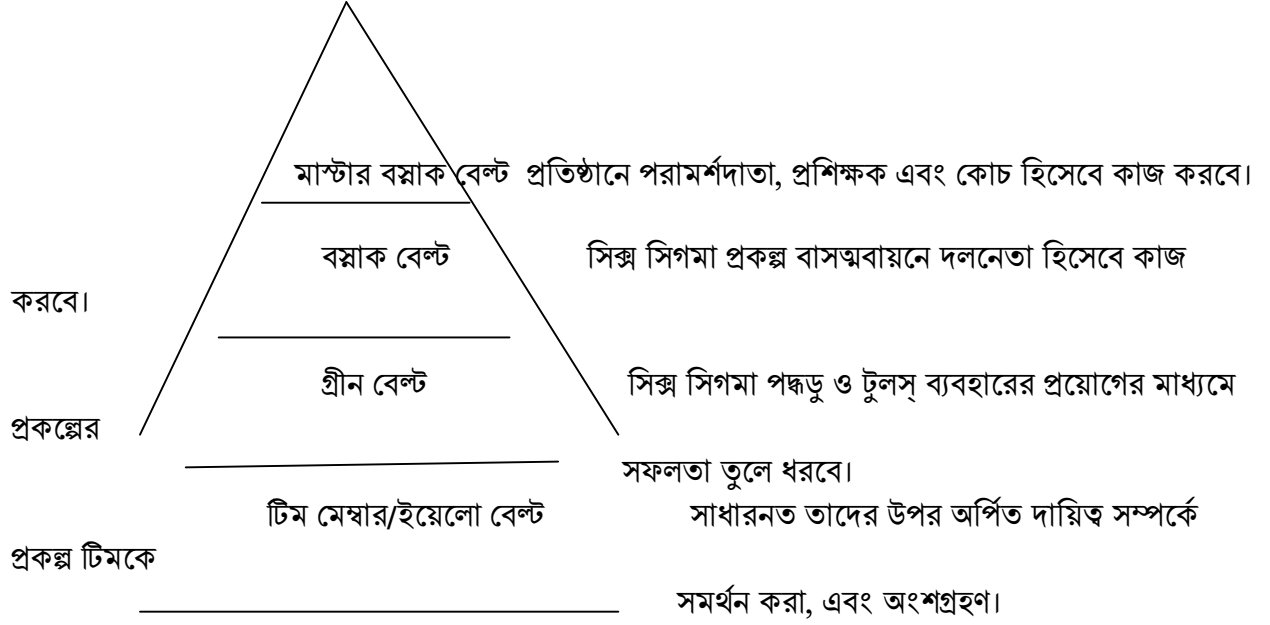 মাস্টার বস্নাক বেল্ট প্রতিষ্ঠানে পরামর্শদাতা, প্রশিক্ষক এবং কোচ হিসেবে কাজ করবে।
বস্নাক বেল্ট সিক্স সিগমা প্রকল্প বাসত্মবায়নে দলনেতা হিসেবে কাজ
করবে।
গ্রীন বেল্ট সিক্স সিগমা পদ্ধডু ও টুলস্ ব্যবহারের প্রয়োগের মাধ্যমে
প্রকল্পের
সফলতা তুলে ধরবে।
টিম মেম্বার/ইয়েলো বেল্ট সাধারনত তাদের উপর অর্পিত দায়িত্ব সম্পর্কে
প্রকল্প টিমকে
সমর্থন করা, এবং অংশগ্রহণ।